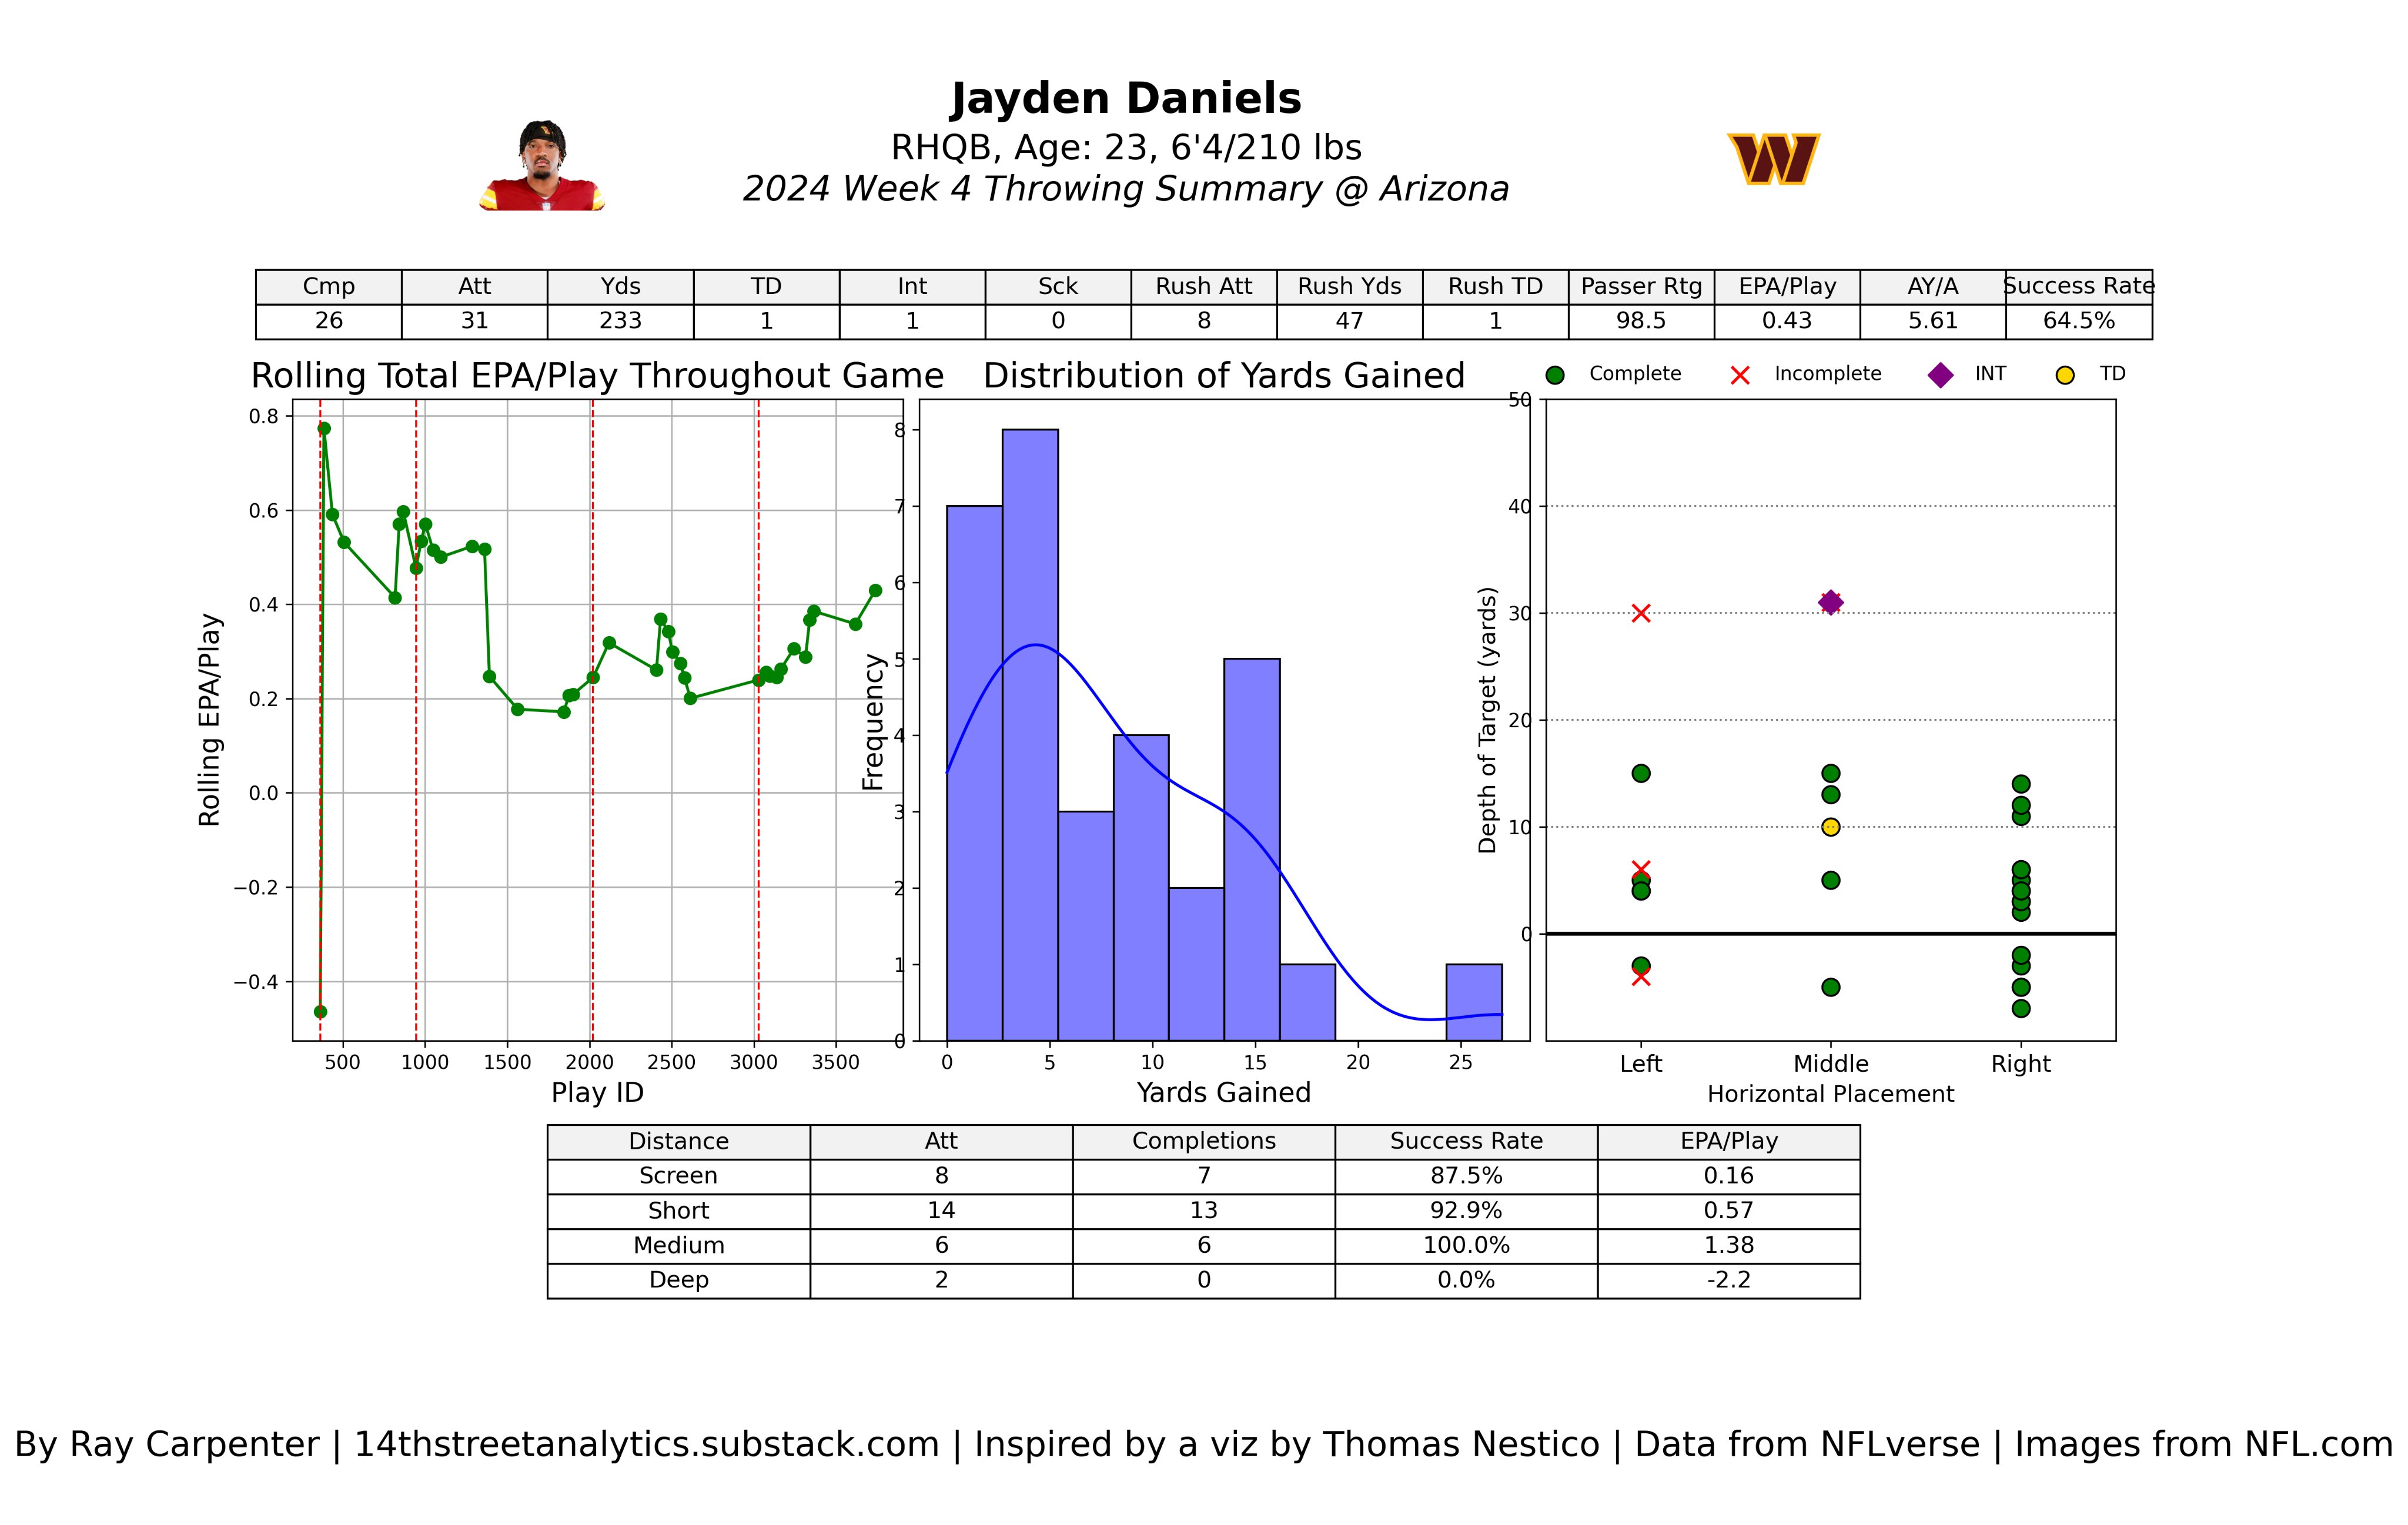 Jayden Daniels
RHQB, Age: 23, 6'4/210 lbs
2024 Week 4 Throwing Summary @ Arizona
Cmp Att Yds TD Int Sck Rush Att Rush Yds Rush TD Passer Rtg EPA/Play AY/A Success Rate
26 31 233 1 1 0 8 47 1 98.5 0.43 5.61 64.5%
Rolling Total EPA/Play Throughout Game
Rolling EPA/Play
0.8
0.6
0.4
0.2
0.0
−0.2
−0.4
500 1000 1500 2000 2500 3000 3500
Play ID
Distribution of Yards Gained
Frequency
8
7
6
5
4
3
2
1
0
0 5 10 15 20 25
Yards Gained
Complete Incomplete INT TD
Depth of Target (yards)
50
40
30
20
10
0
Left Middle Right
Horizontal Placement
Distance Att Completions Success Rate EPA/Play
Screen 8 7 87.5% 0.16
Short 14 13 92.9% 0.57
Medium 6 6 100.0% 1.38
Deep 2 0 0.0% -2.2
By Ray Carpenter | 14thstreetanalytics.substack.com | Inspired by a viz by Thomas Nestico | Data from NFLverse | Images from NFL.com